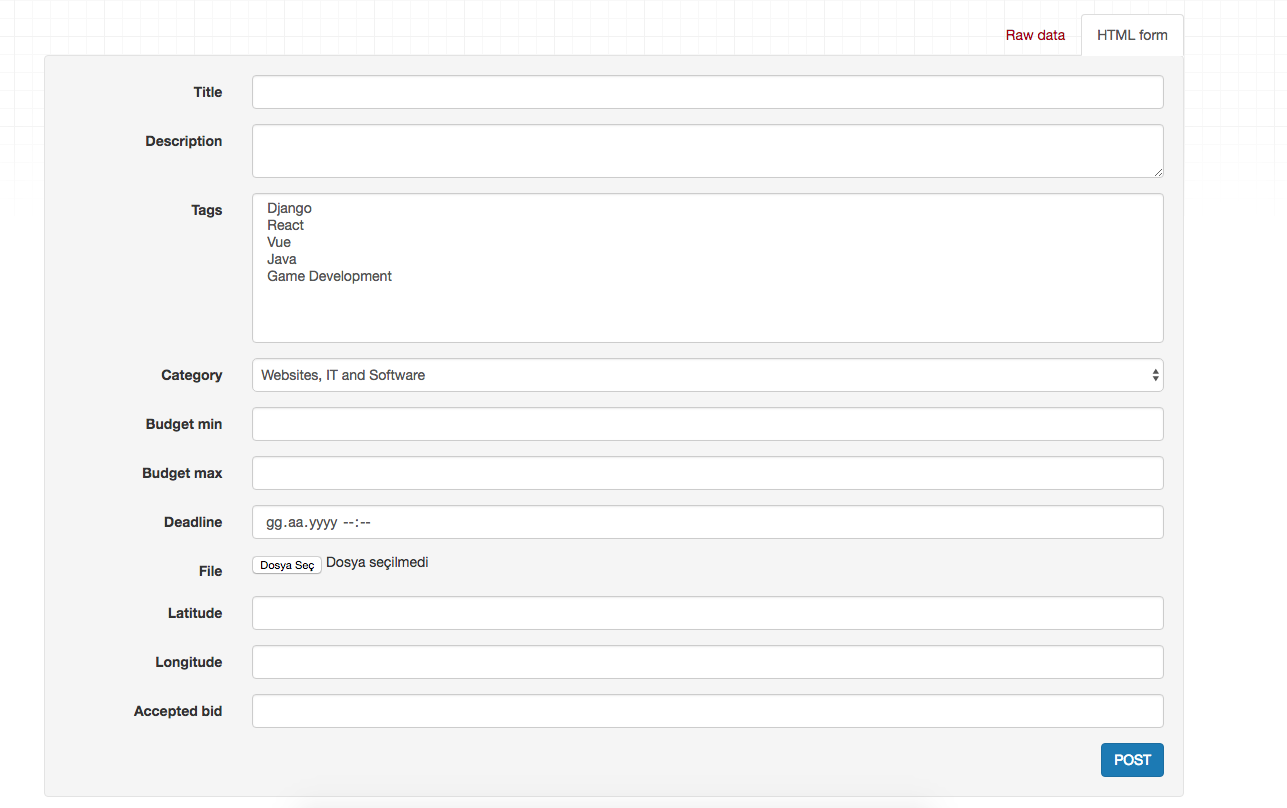 Raw data
HTML form
Title
Description
Tags
Django
React
Vue
Java
Game Development
Category
Websites, IT and Software
Budget min
Budget max
Deadline
gg.aa.yyyy --:--
File
Dosya Seç Dosya seçilmedi
Latitude
Longitude
Accepted bid
POST